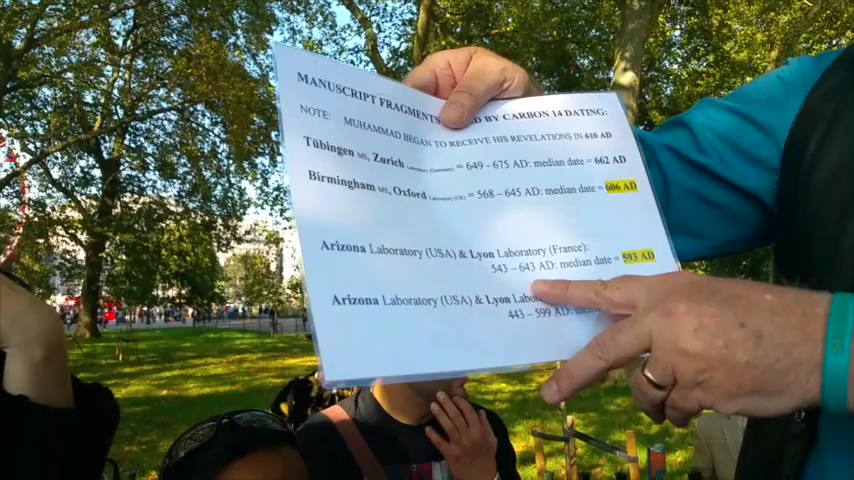 MANUSCRIPT FRAGMENTS BY CARBON 14 DATING:
NOTE: MUHAMMAD BEGAN TO RECEIVE HIS REVELATIONS IN 610 AD
Tübingen MS, Zurich Laboratory (Germany) = 649 - 675 AD: median date = 662 AD
Birmingham MS, Oxford Laboratory (UK) = 568 – 645 AD: median date = 606 AD
Arizona Laboratory (USA) & Lyon Laboratory (France):
543 – 643 AD: median date = 593 AD
Arizona Laboratory (USA) & Lyon
443 – 599 AD: